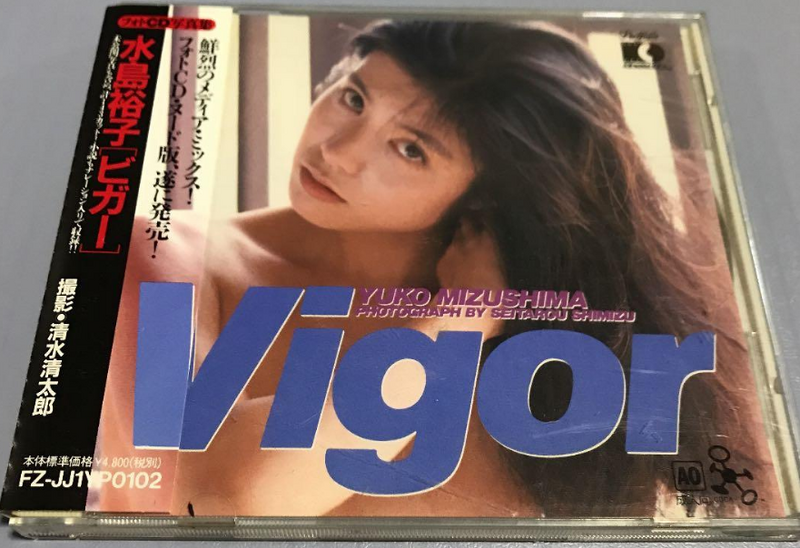 フォトCD写真集
水島裕子[ビガー]
撮影・清水清太郎
本体標準価格¥4,800(税別)
FZ-JJ1YP0102
鮮烈のメディアミックス!
フォトCD・ヌード版、遂に発売!
YUKO MIZUSHIMA
PHOTOGRAPH BY SEITAROU SHIMIZU
Vigor
AO